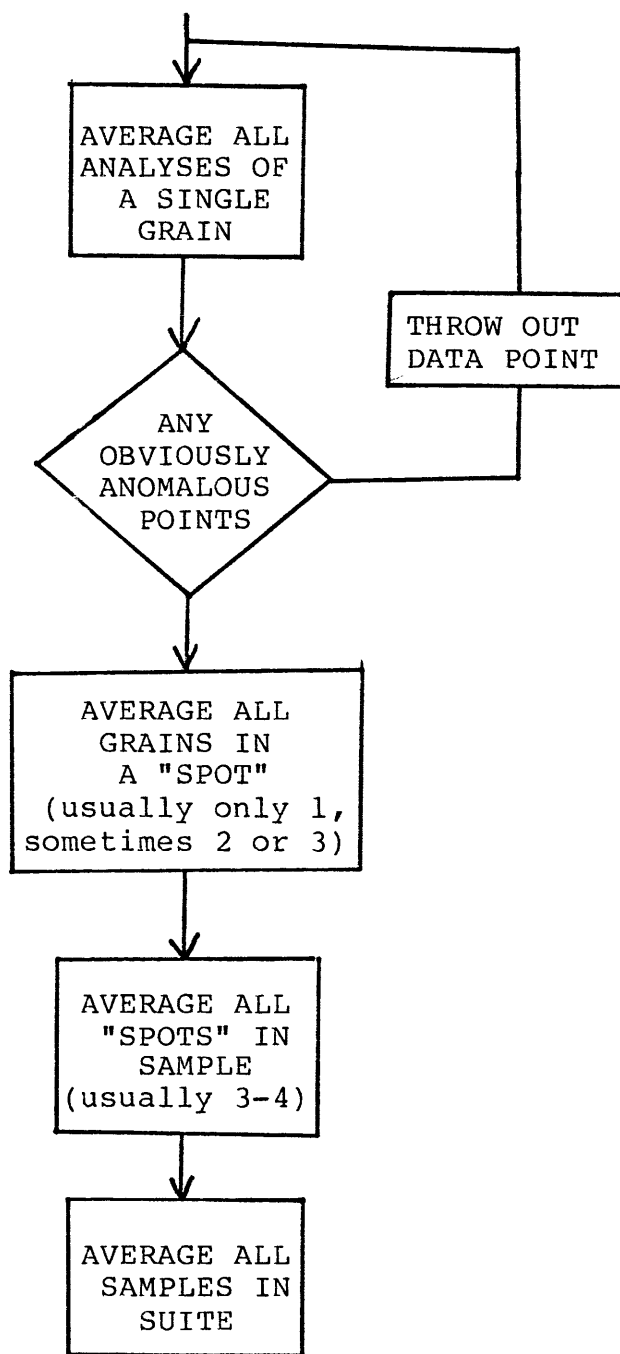 AVERAGE ALL
ANALYSES OF
A SINGLE
GRAIN
THROW OUT
DATA POINT
ANY
OBVIOUSLY
ANOMALOUS
POINTS
AVERAGE ALL
GRAINS IN
A "SPOT"
(usually only 1,
sometimes 2 or 3)
AVERAGE ALL
"SPOTS" IN
SAMPLE
(usually 3-4)
AVERAGE ALL
SAMPLES IN
SUITE